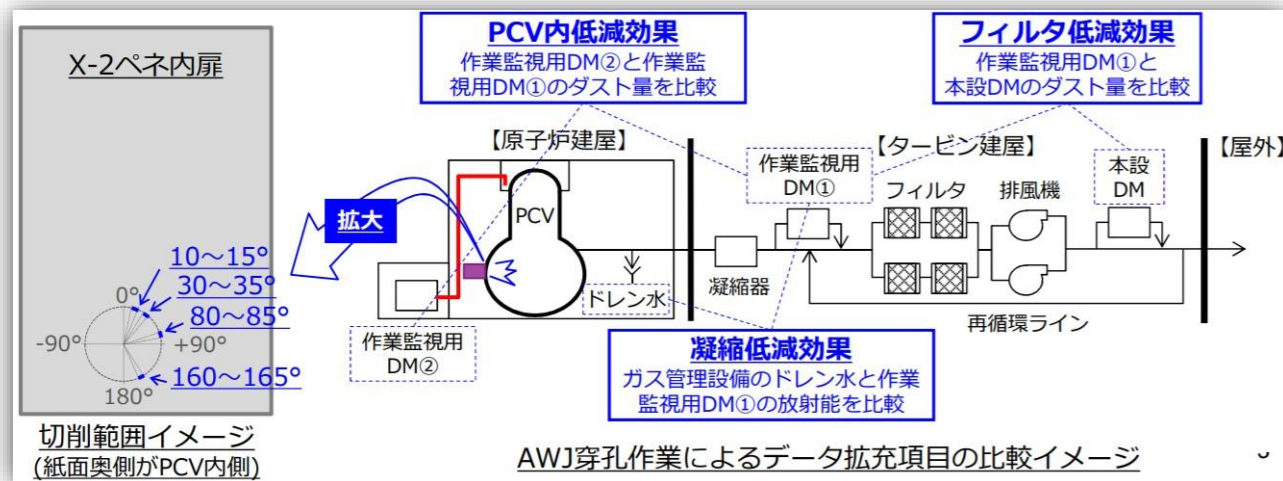 X-2ペネ内扉
10～15°
0°
30～35°
80～85°
-90°
+90°
160～165°
180°
切削範囲イメージ
(紙面奥側がPCV内側)
拡大
PCV内低減効果
作業監視用DM②と作業監
視用DM①のダスト量を比較
フィルタ低減効果
作業監視用DM①と
本設DMのダスト量を比較
【原子炉建屋】
【タービン建屋】
【屋外】
PCV
作業監視用
DM②
ドレン水
凝縮器
作業監視用
DM①
フィルタ
排風機
本設
DM
再循環ライン
凝縮低減効果
ガス管理設備のドレン水と作業
監視用DM①の放射能を比較
AWJ穿孔作業によるデータ拡充項目の比較イメージ